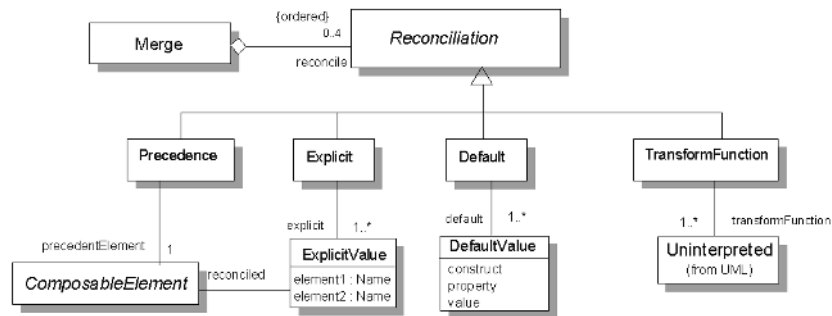 {ordered}
Merge
0..4
Reconciliation
reconcile
Precedence
Explicit
Default
TransformFunction
explicit
1..*
default
1..*
1..*
transformFunction
precedentElement
1
ComposableElement
reconciled
ExplicitValue
element1 : Name
element2 : Name
DefaultValue
construct
property
value
Uninterpreted
(from UML)